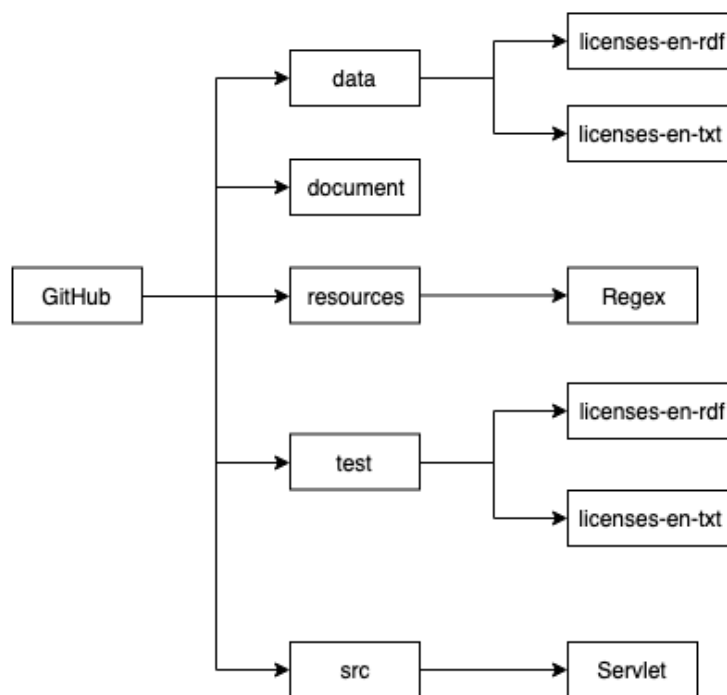 licenses-en-rdf
data
licenses-en-txt
document
GitHub
resources
Regex
licenses-en-rdf
test
licenses-en-txt
src
Servlet